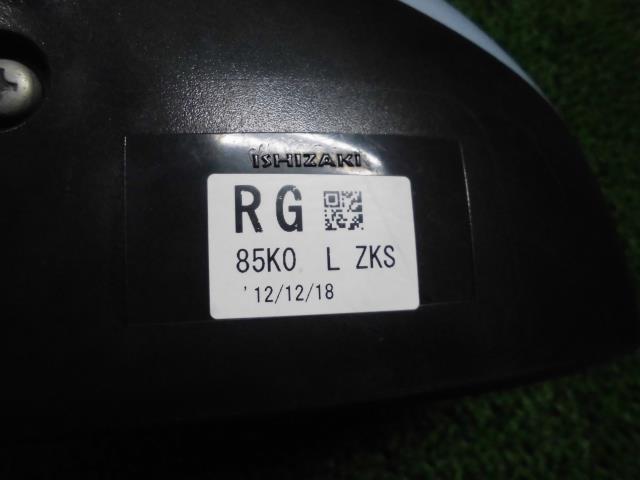 ISHIZAKI
RG
85K0 L ZKS
'12/12/18